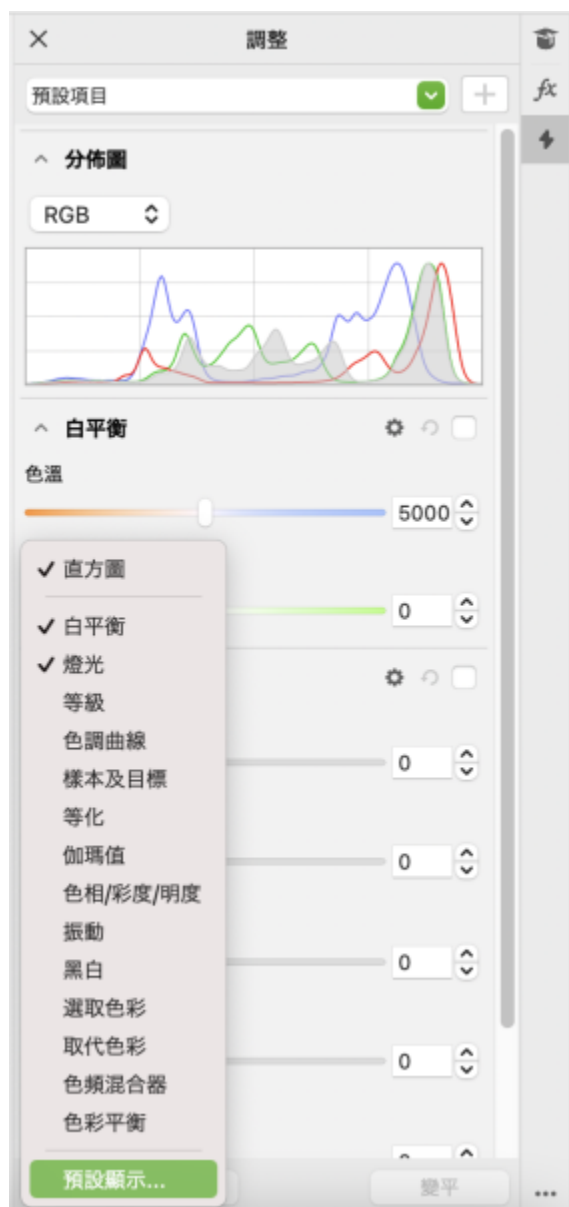 調整
預設項目
fx
分佈圖
RGB
白平衡
色溫
5000
✓ 直方圖
0
✓ 白平衡
✓ 燈光
等級
色調曲線
0
樣本及目標
等化
伽瑪值
0
色相/彩度/明度
振動
0
黑白
選取色彩
取代色彩
0
色頻混合器
色彩平衡
預設顯示...
變平